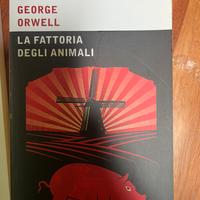 GEORGE
ORWELL
LA FATTORIA
DEGLI ANIMALI